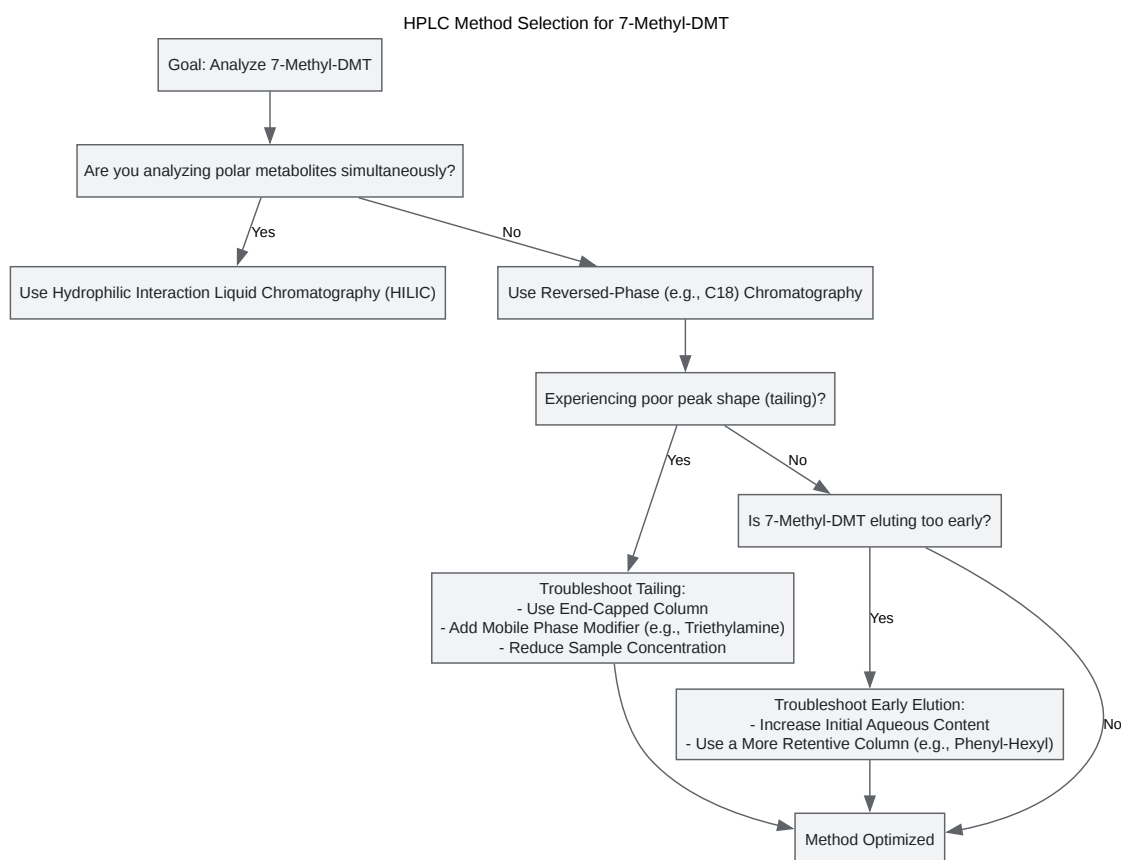 HPLC Method Selection for 7-Methyl-DMT
Goal: Analyze 7-Methyl-DMT
Are you analyzing polar metabolites simultaneously?
Yes
No
Use Hydrophilic Interaction Liquid Chromatography (HILIC)
Use Reversed-Phase (e.g., C18) Chromatography
Experiencing poor peak shape (tailing)?
Yes
No
Is 7-Methyl-DMT eluting too early?
Troubleshoot Tailing:
- Use End-Capped Column
- Add Mobile Phase Modifier (e.g., Triethylamine)
- Reduce Sample Concentration
Yes
Troubleshoot Early Elution:
- Increase Initial Aqueous Content
- Use a More Retentive Column (e.g., Phenyl-Hexyl)
No
Method Optimized